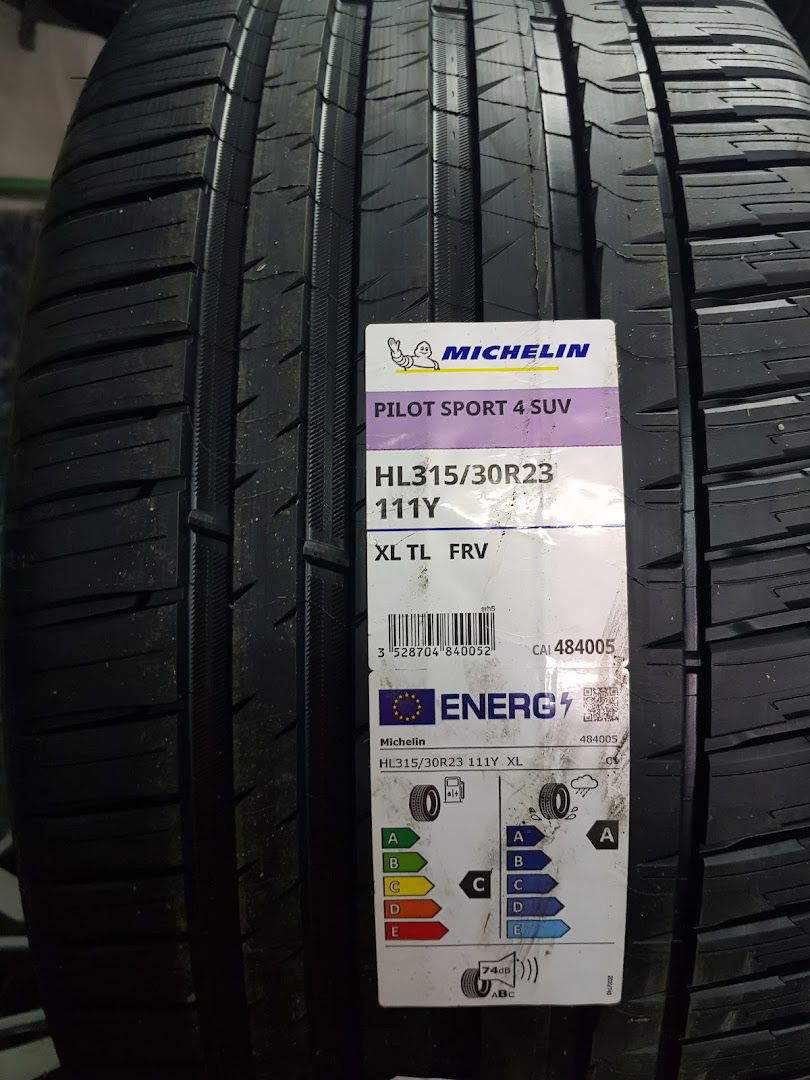 MICHELIN
PILOT SPORT 4 SUV
HL315/30R23
111Y
XL TL FRV
3 528704 840052
CAI 484005
ENERG
Michelin 484005
HL315/30R23 111Y XL C1
A A A
B B
C C C
D D
E E
74dB
ABC